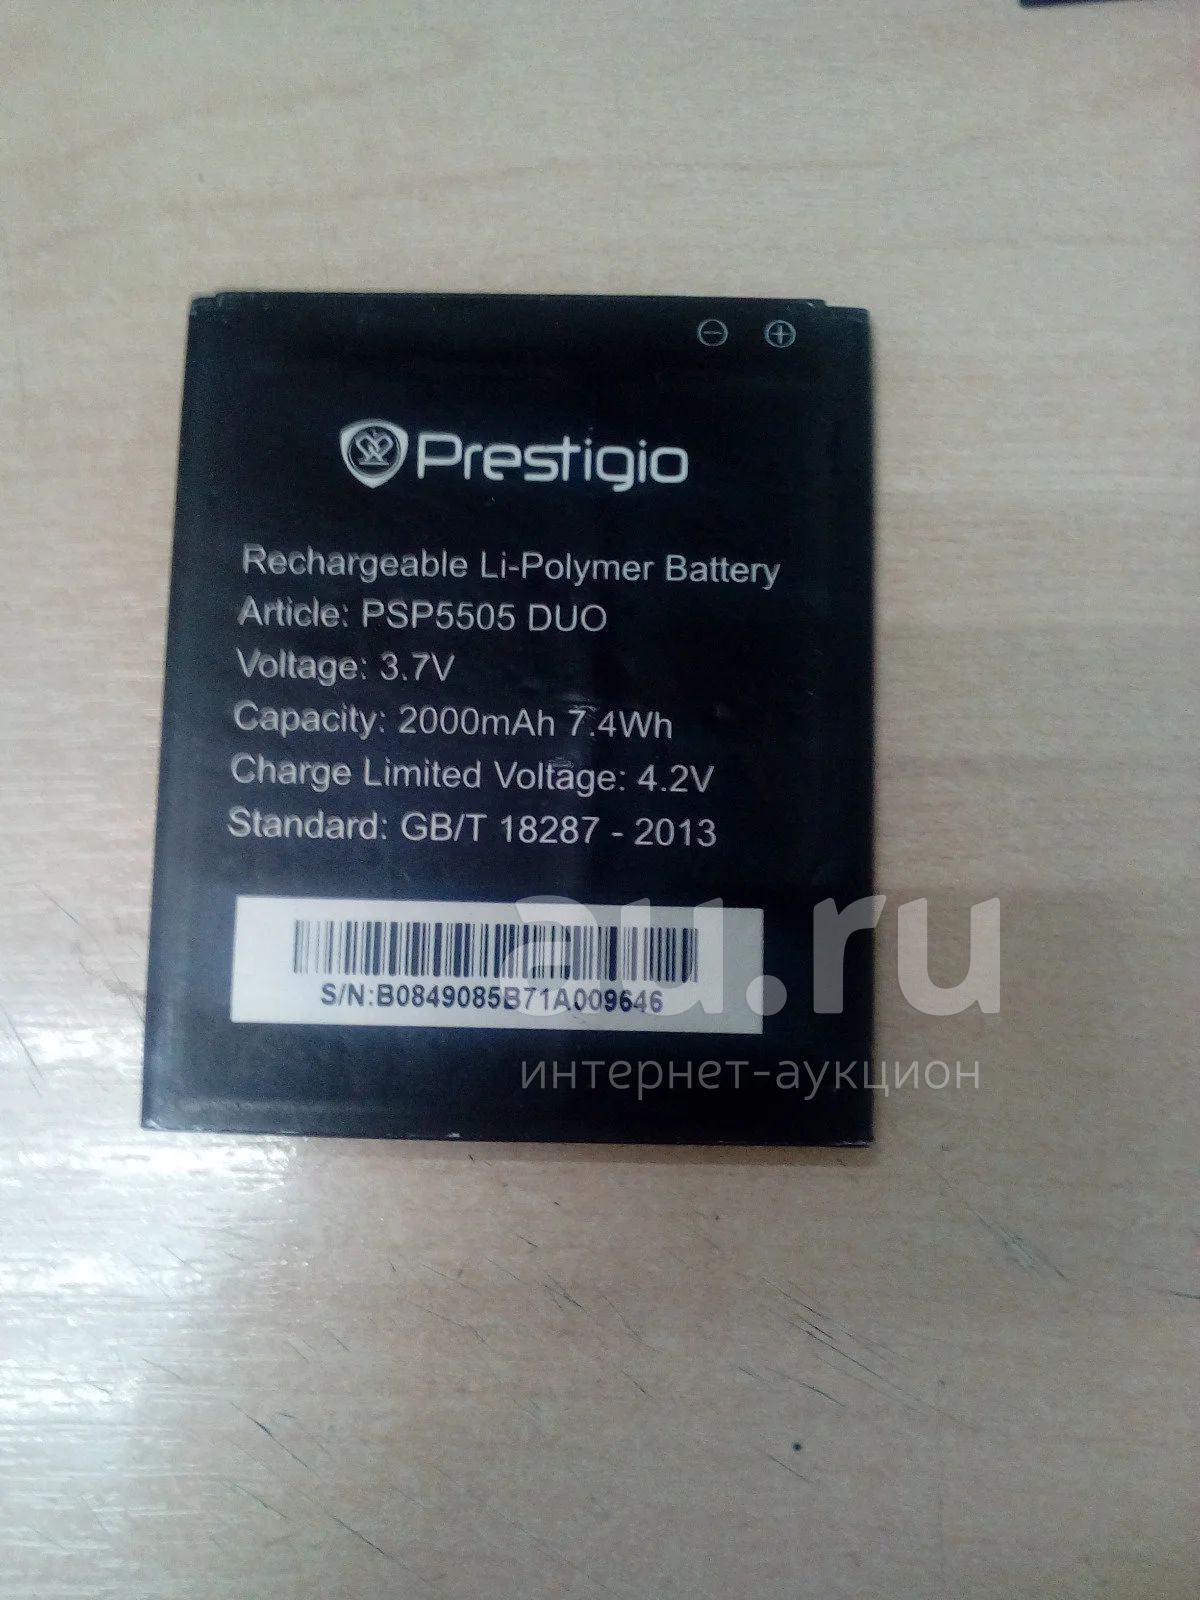 Prestigio
Rechargeable Li-Polymer Battery
Article: PSP5505 DUO
Voltage: 3.7V
Capacity: 2000mAh 7.4Wh
Charge Limited Voltage: 4.2V
Standard: GB/T 18287 - 2013
S/N:B0849085B71A009646
au.ru
интернет-аукцион